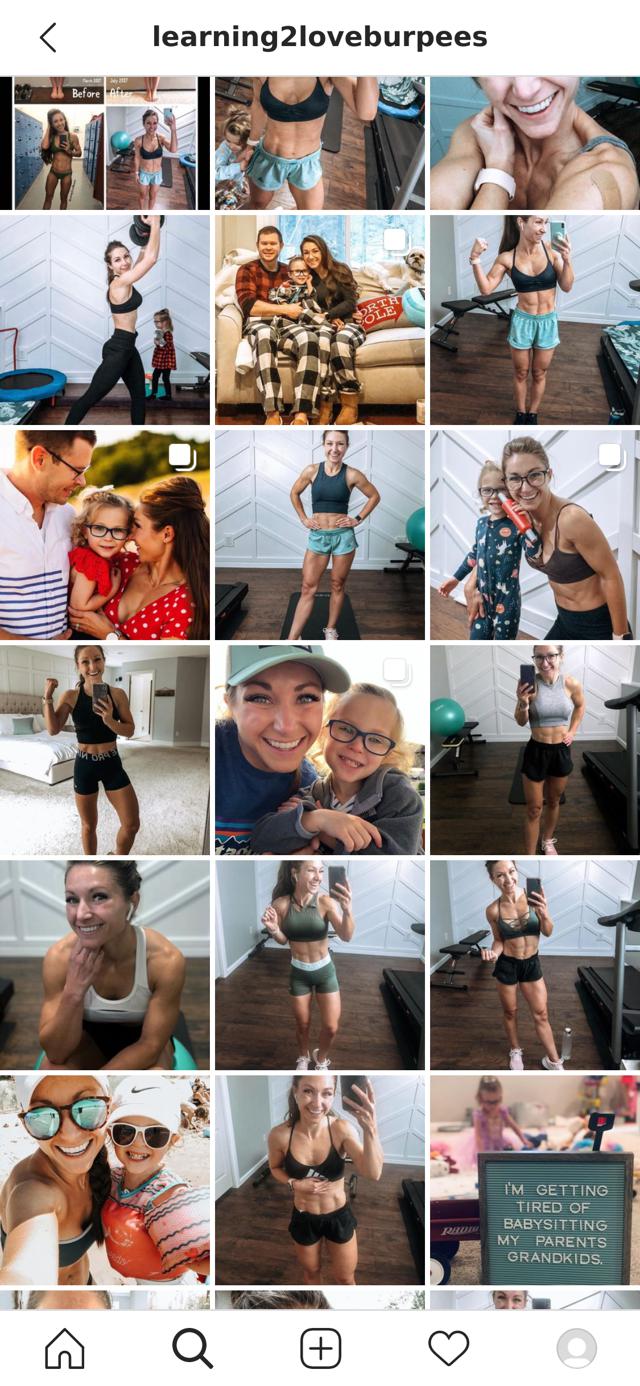 learning2loveburpees
March 2017
July 2017
Before
After
NORTH
POLE
I'M GETTING
TIRED OF
BABYSITTING
MY PARENTS
GRANDKIDS.